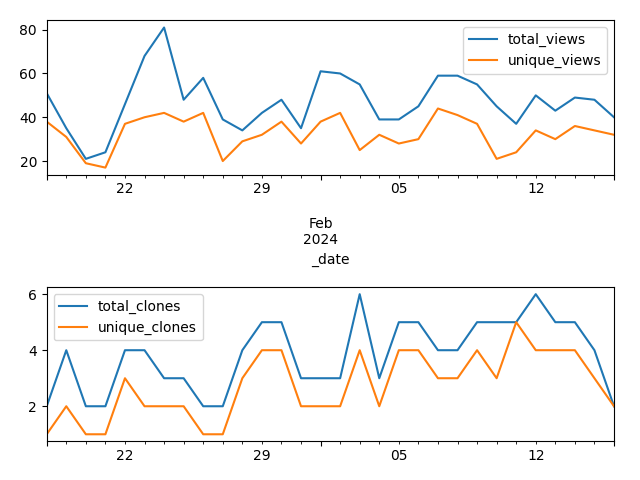 80
60
40
20
total_views
unique_views
22
29
05
12
Feb
2024
_date
6
4
2
total_clones
unique_clones
22
29
05
12